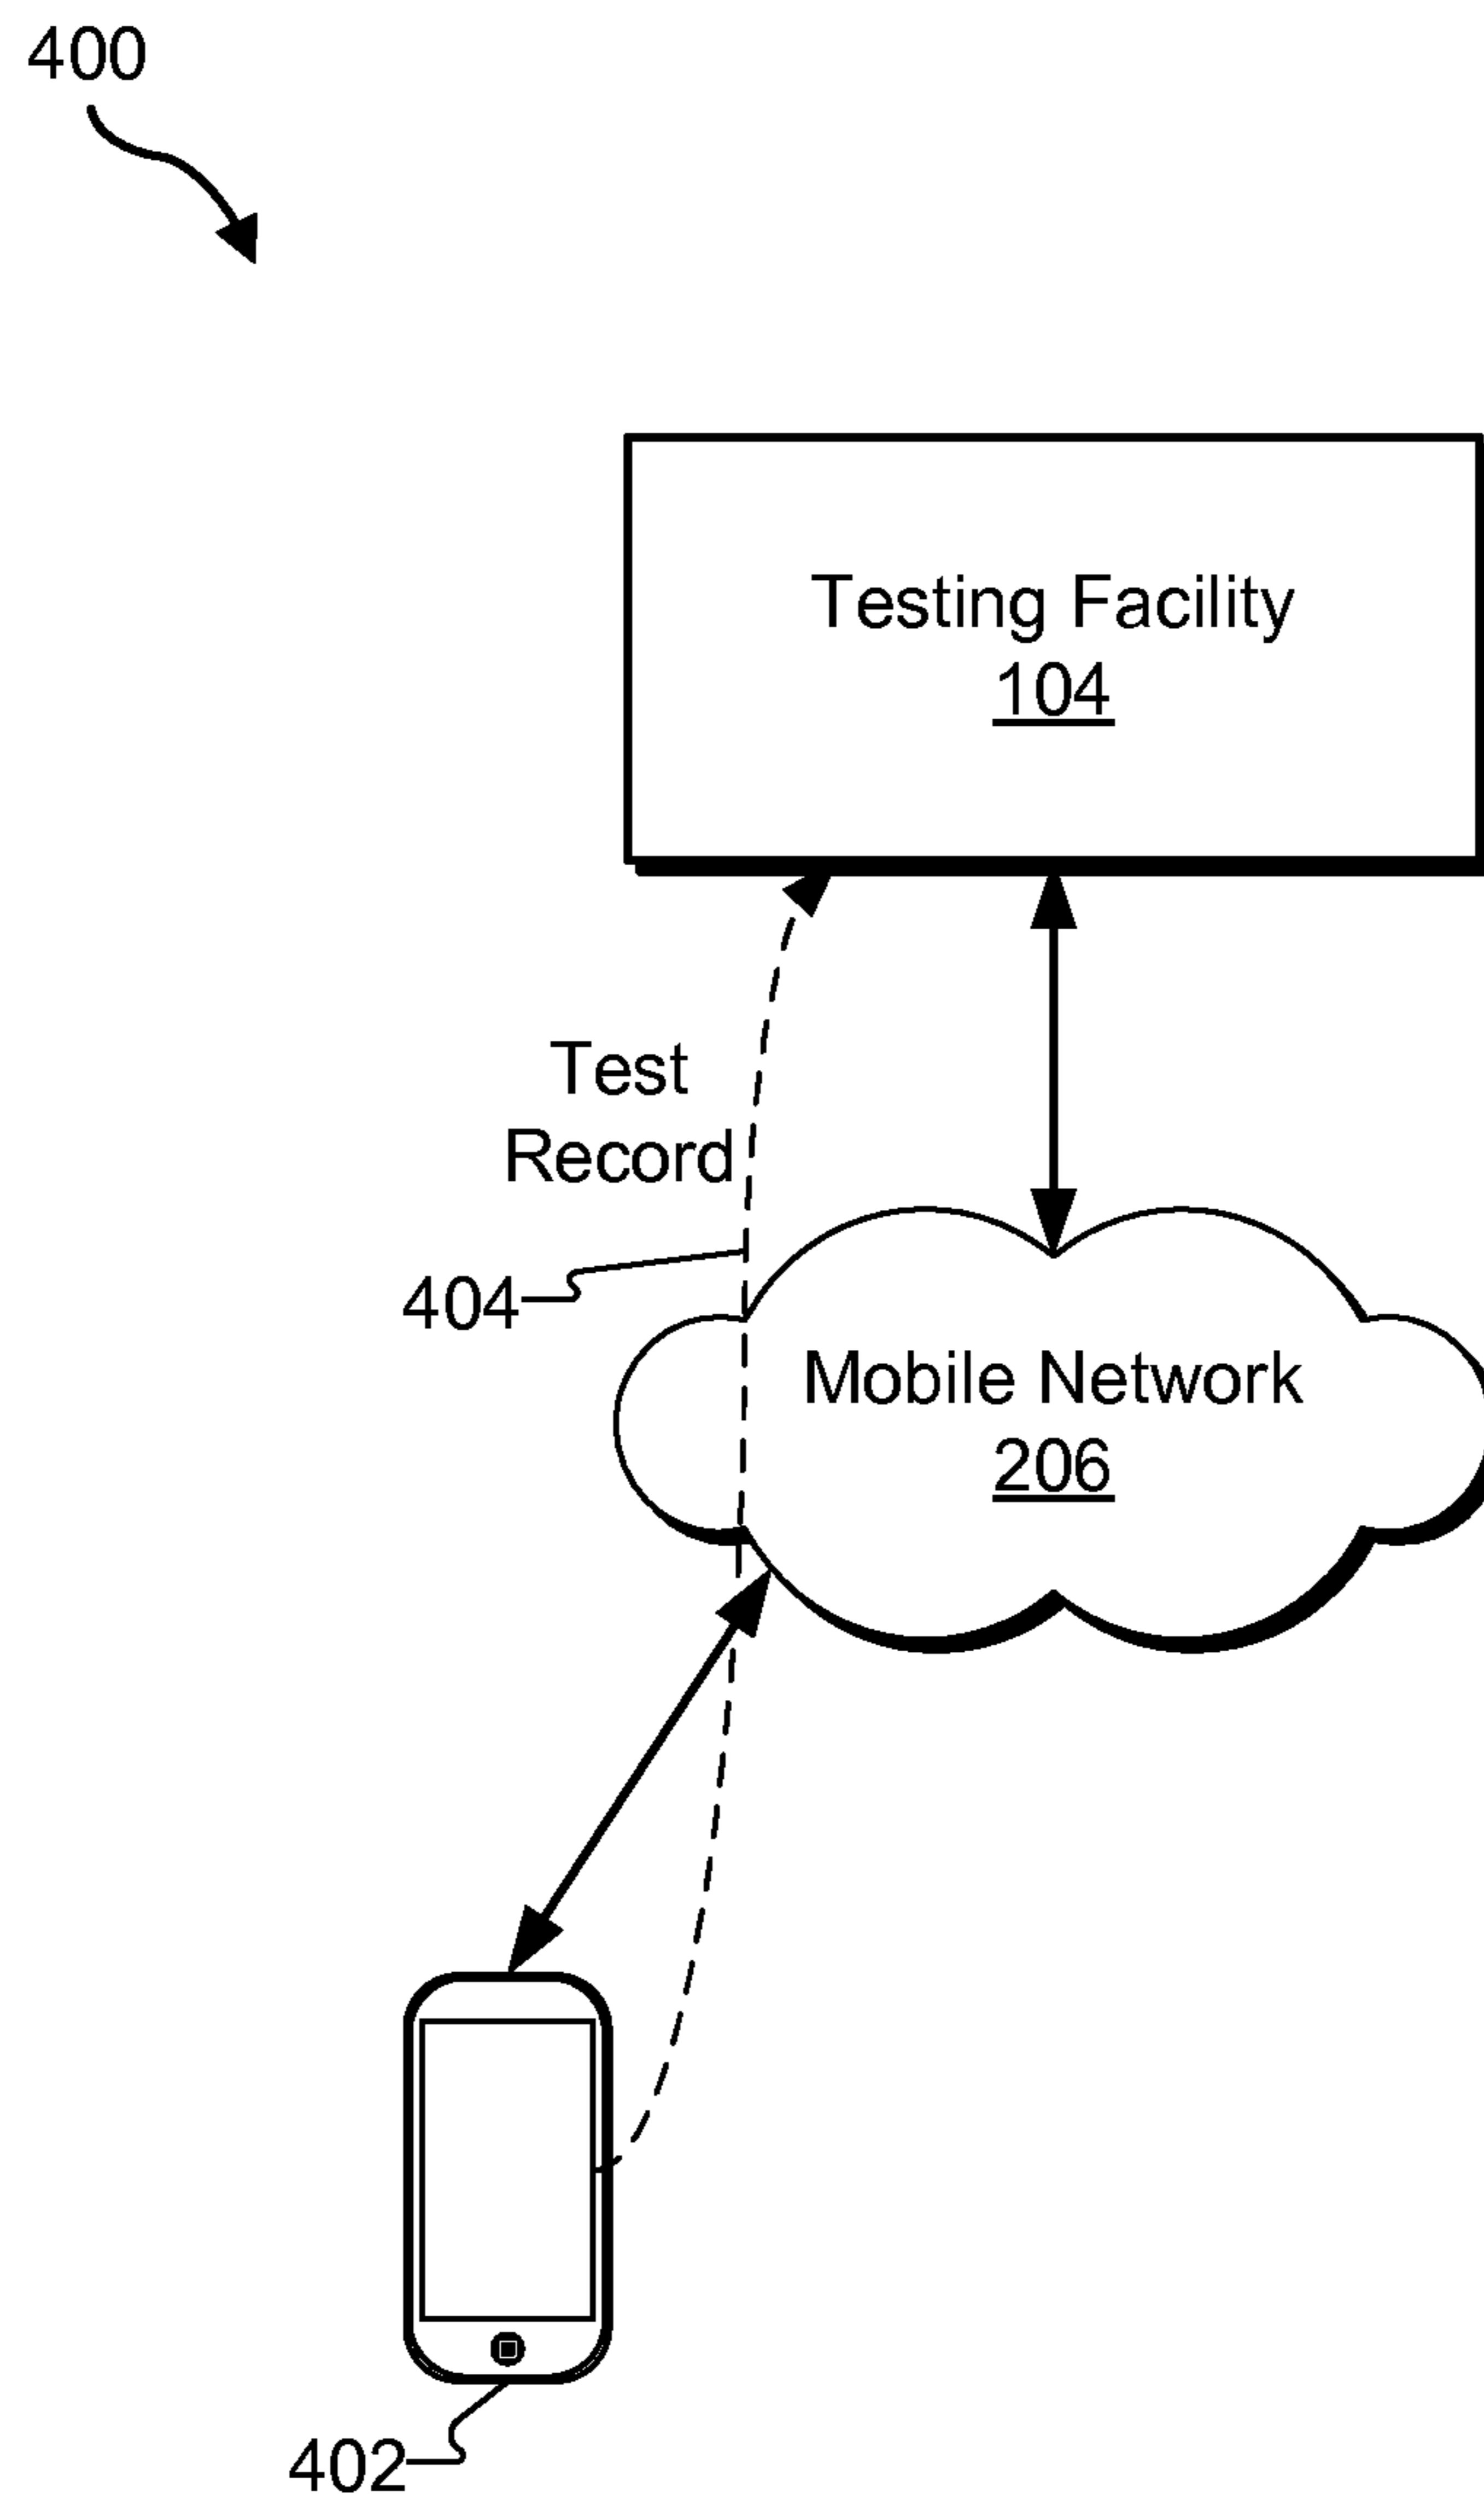 400
Testing Facility
104
Test
Record
404
Mobile Network
206
402